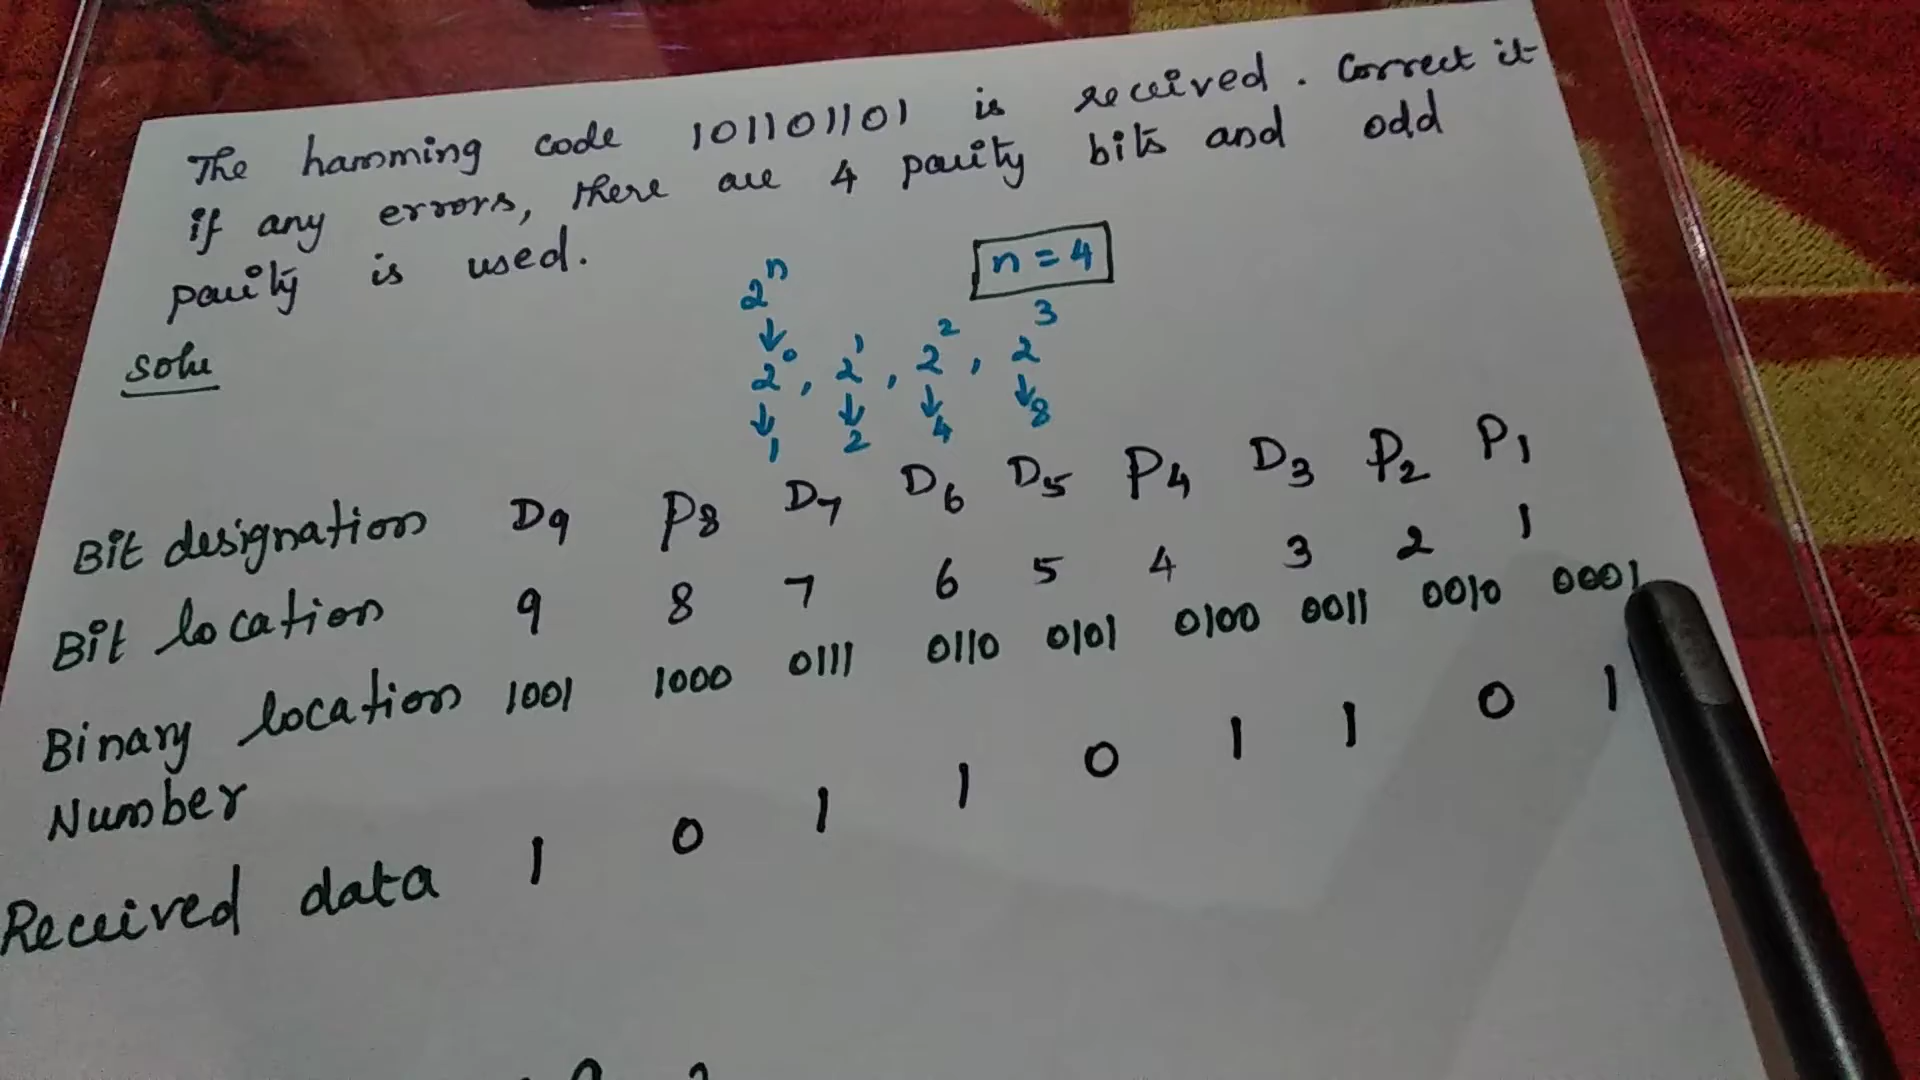 The hamming code 101101101 is received. Correct it
if any errors, there are 4 parity bits and odd
parity is used.
n = 4
2ⁿ
↓
2⁰, 2¹, 2², 2³
↓ ↓ ↓ ↓
1 2 4 8
Solu
Bit designation D9 P8 D7 D6 D5 P4 D3 P2 P1
Bit location 9 8 7 6 5 4 3 2 1
Binary location 1001 1000 0111 0110 0101 0100 0011 0010 0001
Number
Received data 1 0 1 1 0 1 1 0 1